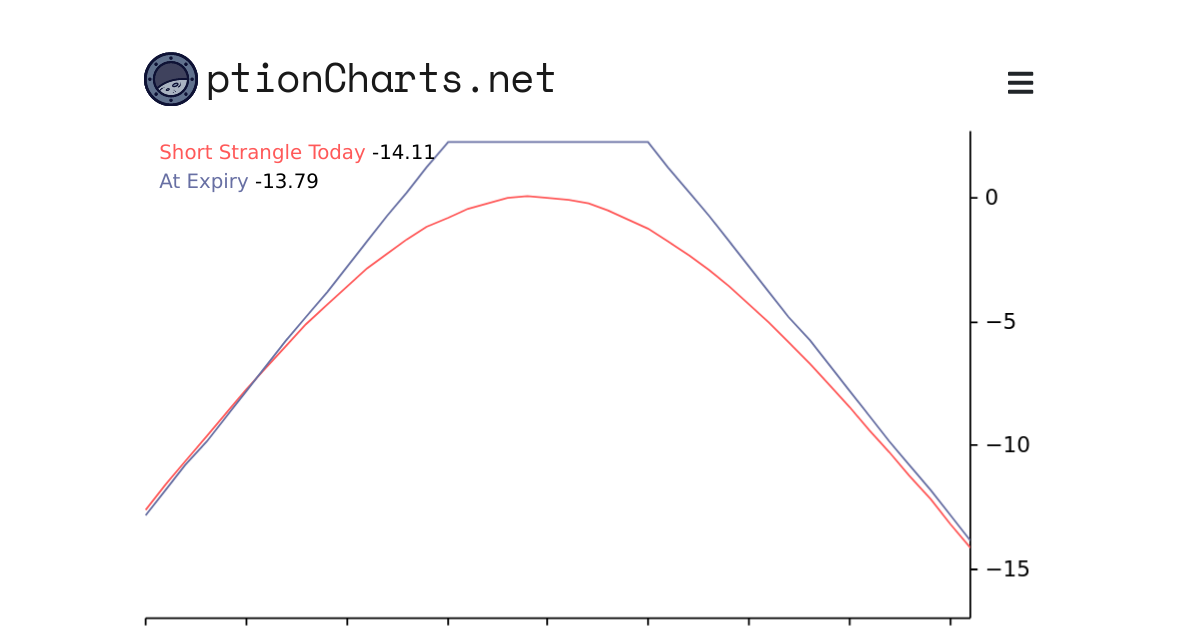 ptionCharts.net
Short Strangle Today -14.11
At Expiry -13.79
0
−5
−10
−15